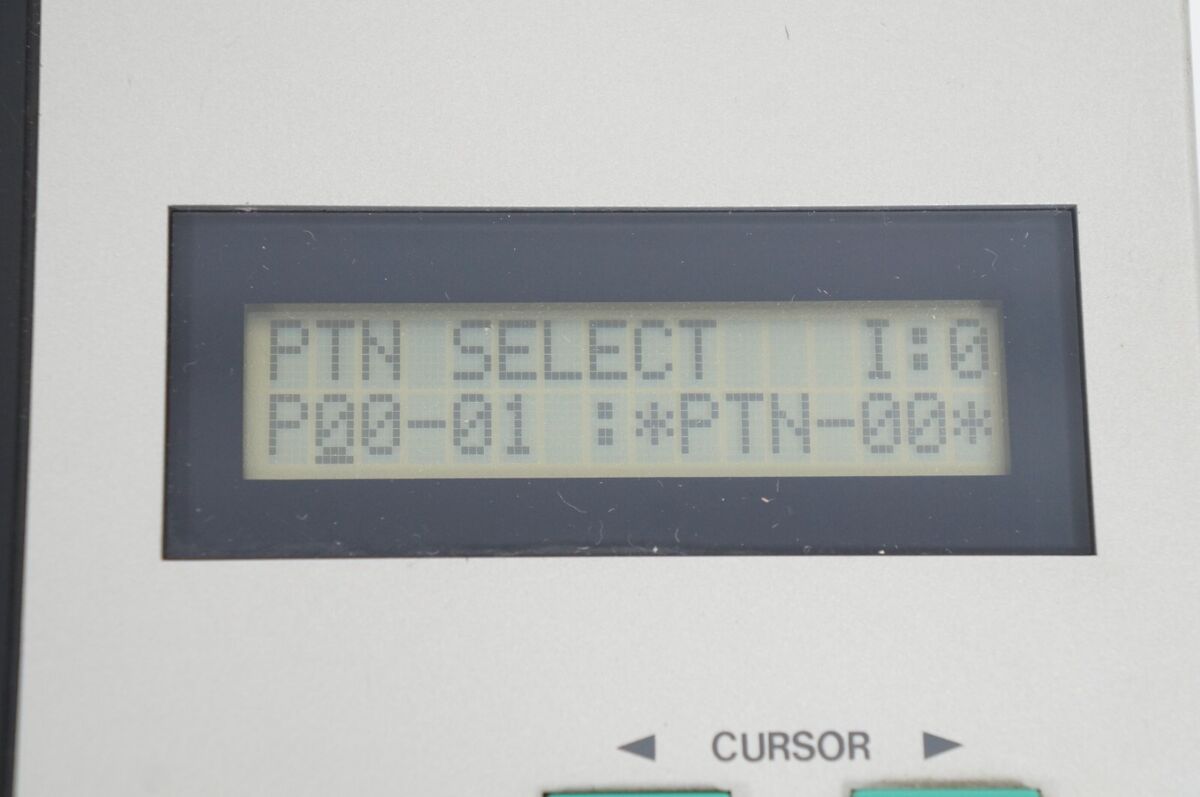 PTN SELECT   I:0
P00-01 :*PTN-00*
◀ CURSOR ▶